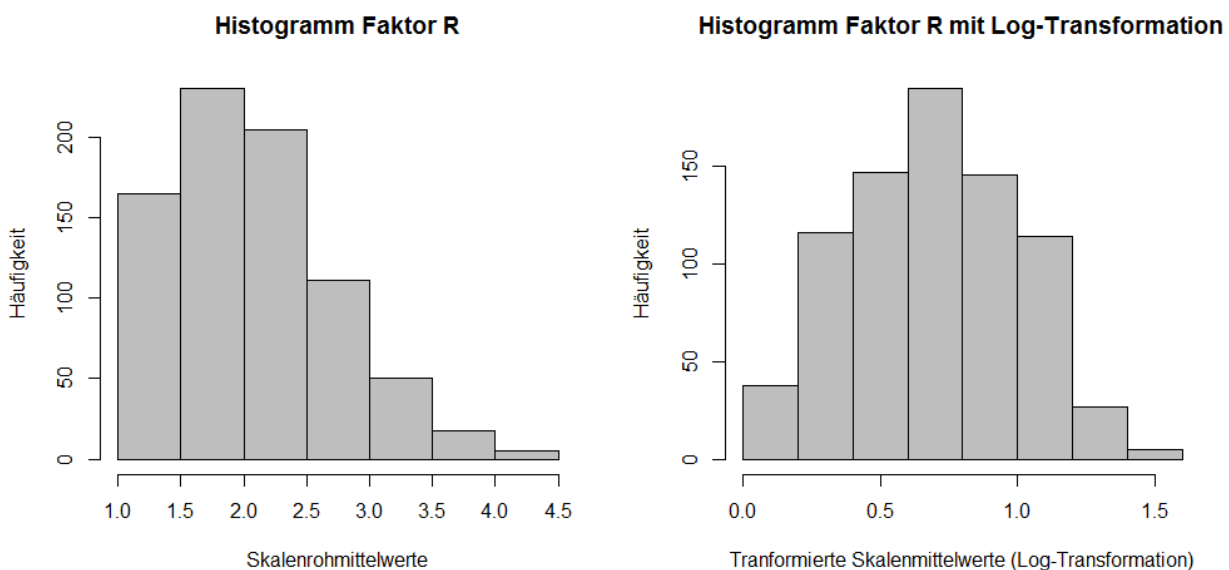 Histogramm Faktor R
Häufigkeit
200
150
100
50
0
1.0 1.5 2.0 2.5 3.0 3.5 4.0 4.5
Skalenrohmittelwerte
Histogramm Faktor R mit Log-Transformation
Häufigkeit
150
100
50
0
0.0 0.5 1.0 1.5
Tranformierte Skalenmittelwerte (Log-Transformation)